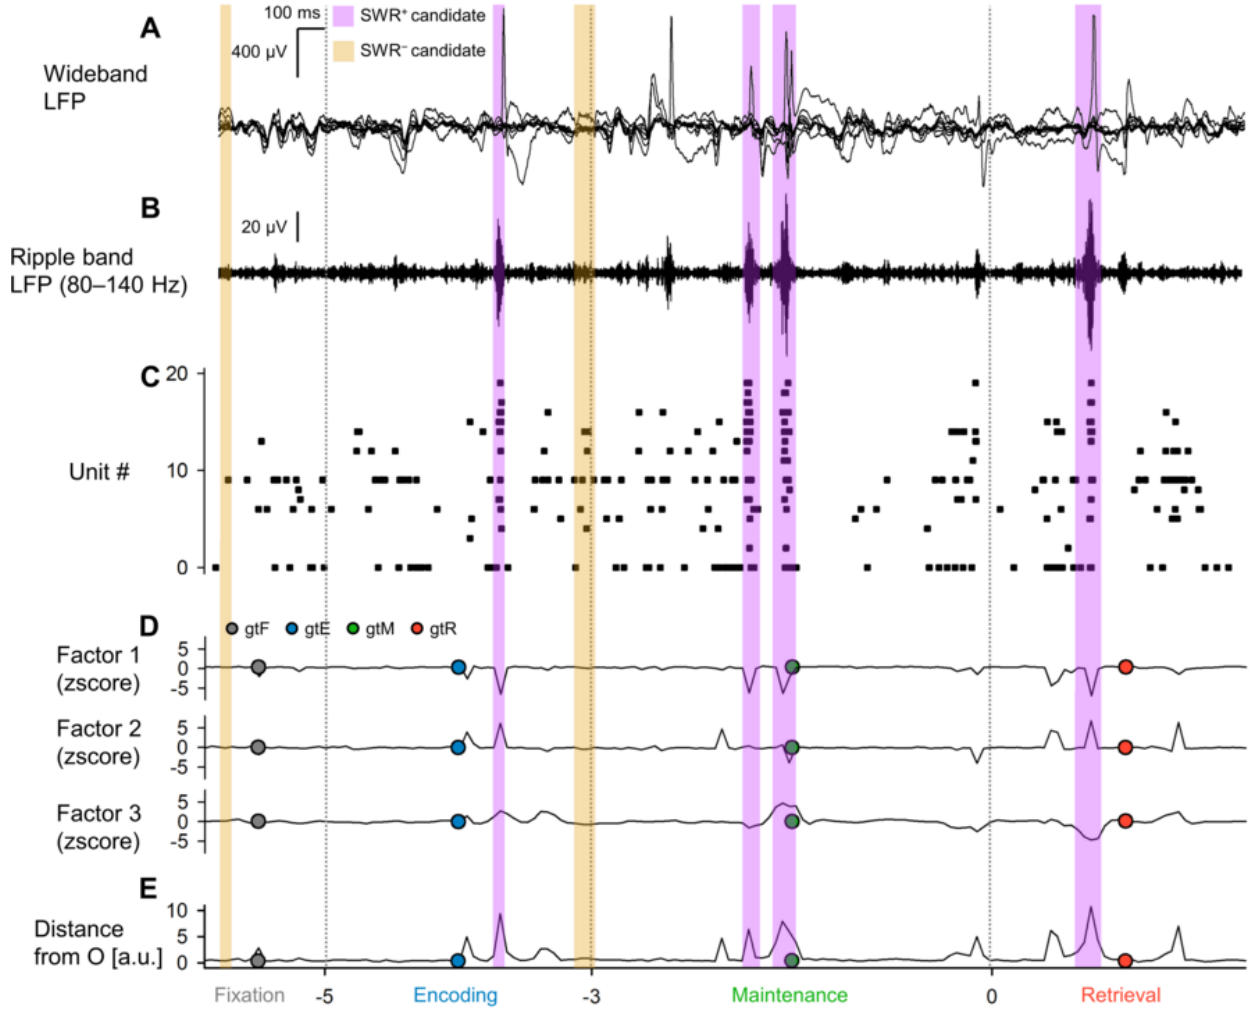 A
100 ms
400 µV
SWR⁺ candidate
SWR⁻ candidate
Wideband
LFP
B
20 µV
Ripple band
LFP (80–140 Hz)
C
20
10
0
Unit #
D
gtF gtE gtM gtR
Factor 1
(zscore)
5
0
-5
Factor 2
(zscore)
5
0
-5
Factor 3
(zscore)
5
0
-5
E
Distance
from O [a.u.]
10
5
0
Fixation -5 Encoding -3 Maintenance 0 Retrieval